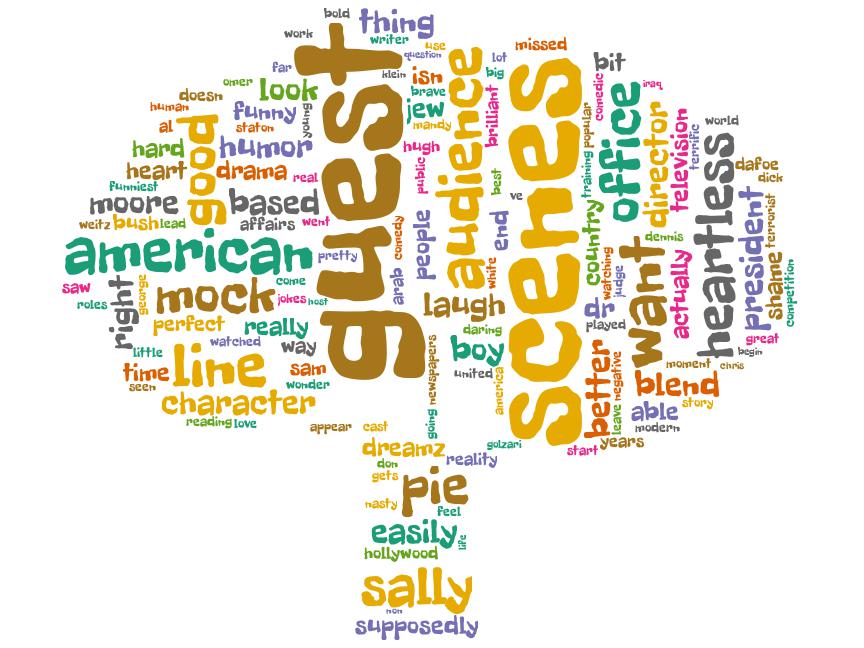 bold
thing
work
writer
guest
use
question
missed
far
klein
isn
lot
big
bit
omer
look
brave
audience
scenes
comedic
iraq
doesn
human
young
funny
jew
brilliant
office
al
staton
mandy
popular
director
television
world
good
hard
humor
hugh
terrific
heart
drama
real
public
best
training
heartless
dafoe
dick
funniest
moore
based
ve
country
president
terrorist
weitz
bush
lead
affairs
went
people
end
dennis
want
american
pretty
comedy
arab
white
watching
judge
actually
shame
competition
saw
george
come
roles
right
mock
jokes
host
laugh
dr
perfect
really
daring
played
great
little
watched
way
newspapers
boy
better
negative
begin
time
line
sam
united
moment
chris
seen
wonder
america
blend
character
leave
able
story
reading
love
going
modern
appear
cast
years
dreamz
golzari
start
don
reality
gets
pie
nasty
feel
easily
life
hollywood
sally
non
supposedly